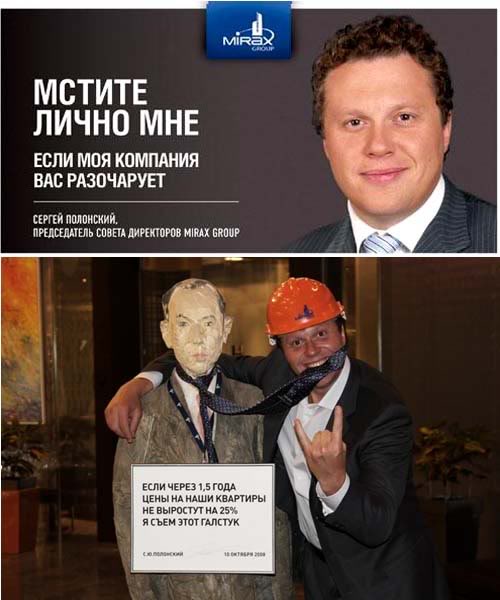 MIRAX
GROUP
МСТИТЕ
ЛИЧНО МНЕ
ЕСЛИ МОЯ КОМПАНИЯ
ВАС РАЗОЧАРУЕТ
СЕРГЕЙ ПОЛОНСКИЙ,
ПРЕДСЕДАТЕЛЬ СОВЕТА ДИРЕКТОРОВ MIRAX GROUP
ЕСЛИ ЧЕРЕЗ 1,5 ГОДА
ЦЕНЫ НА НАШИ КВАРТИРЫ
НЕ ВЫРОСТУТ НА 25%
Я СЪЕМ ЭТОТ ГАЛСТУК
С.Ю.ПОЛОНСКИЙ 10 ОКТЯБРЯ 2008